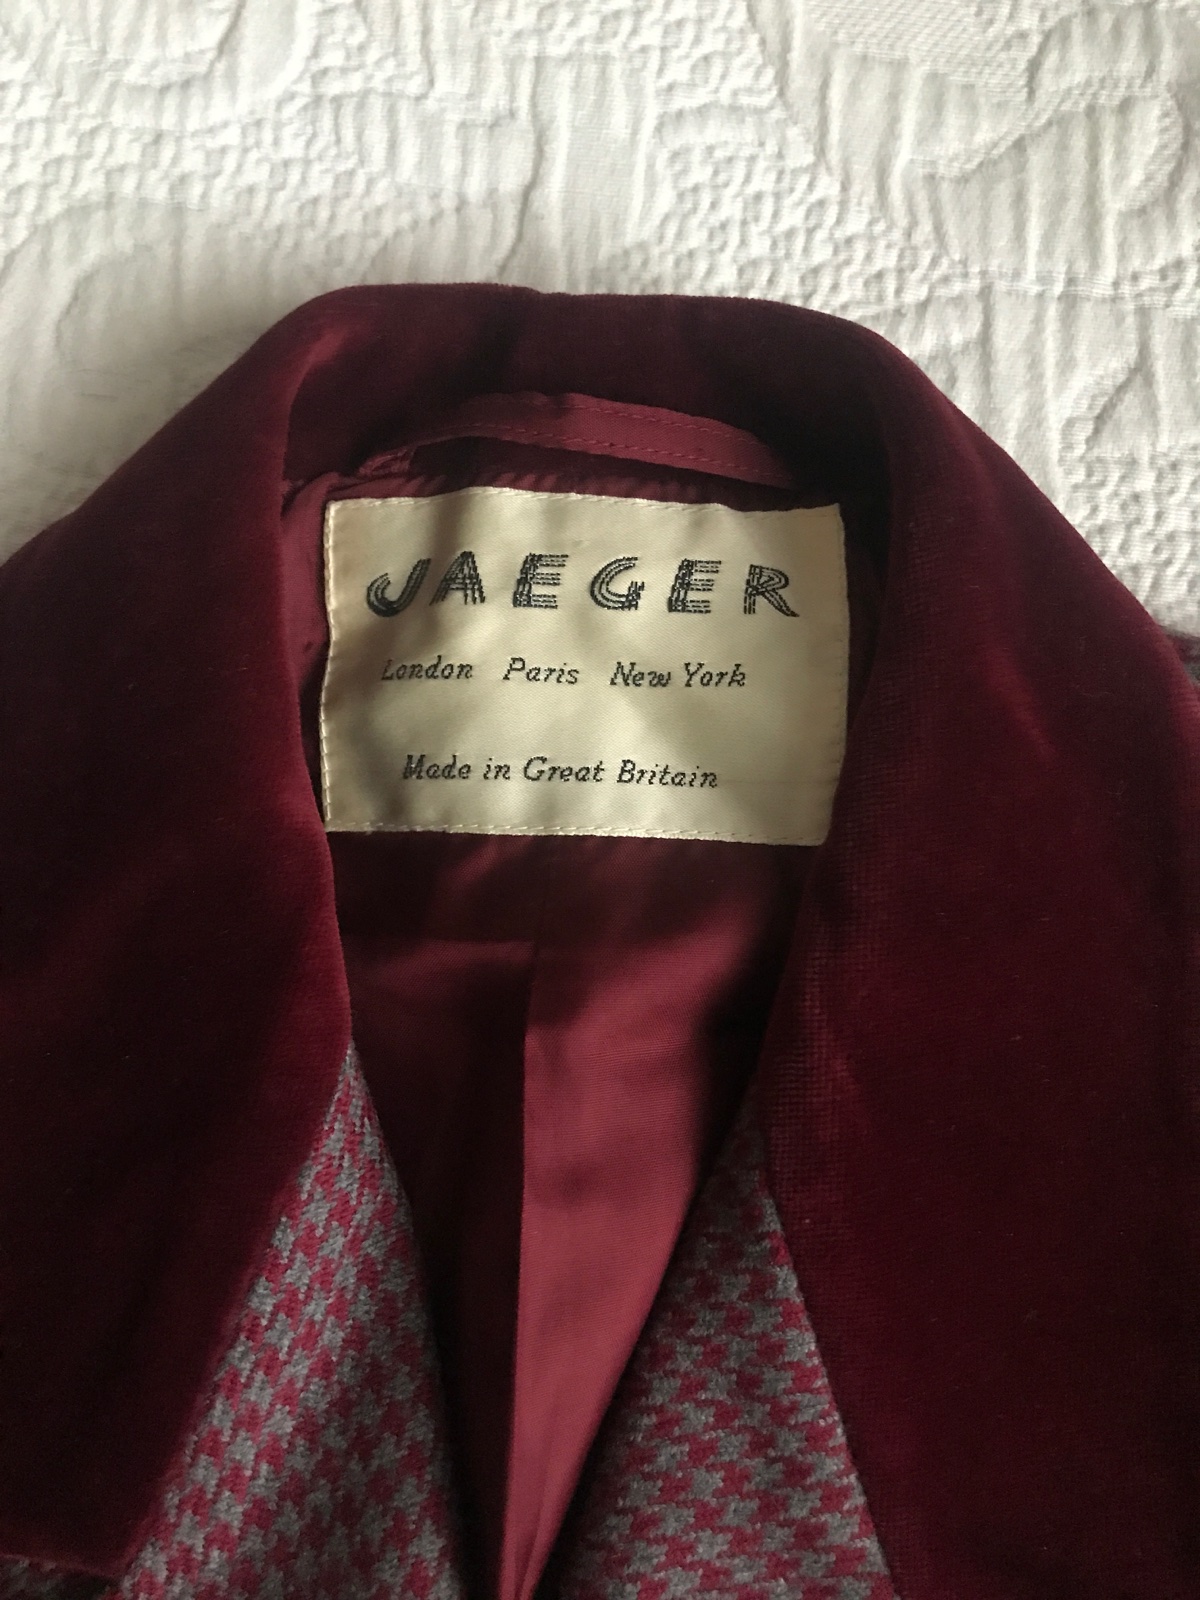 JAEGER
London Paris New York
Made in Great Britain